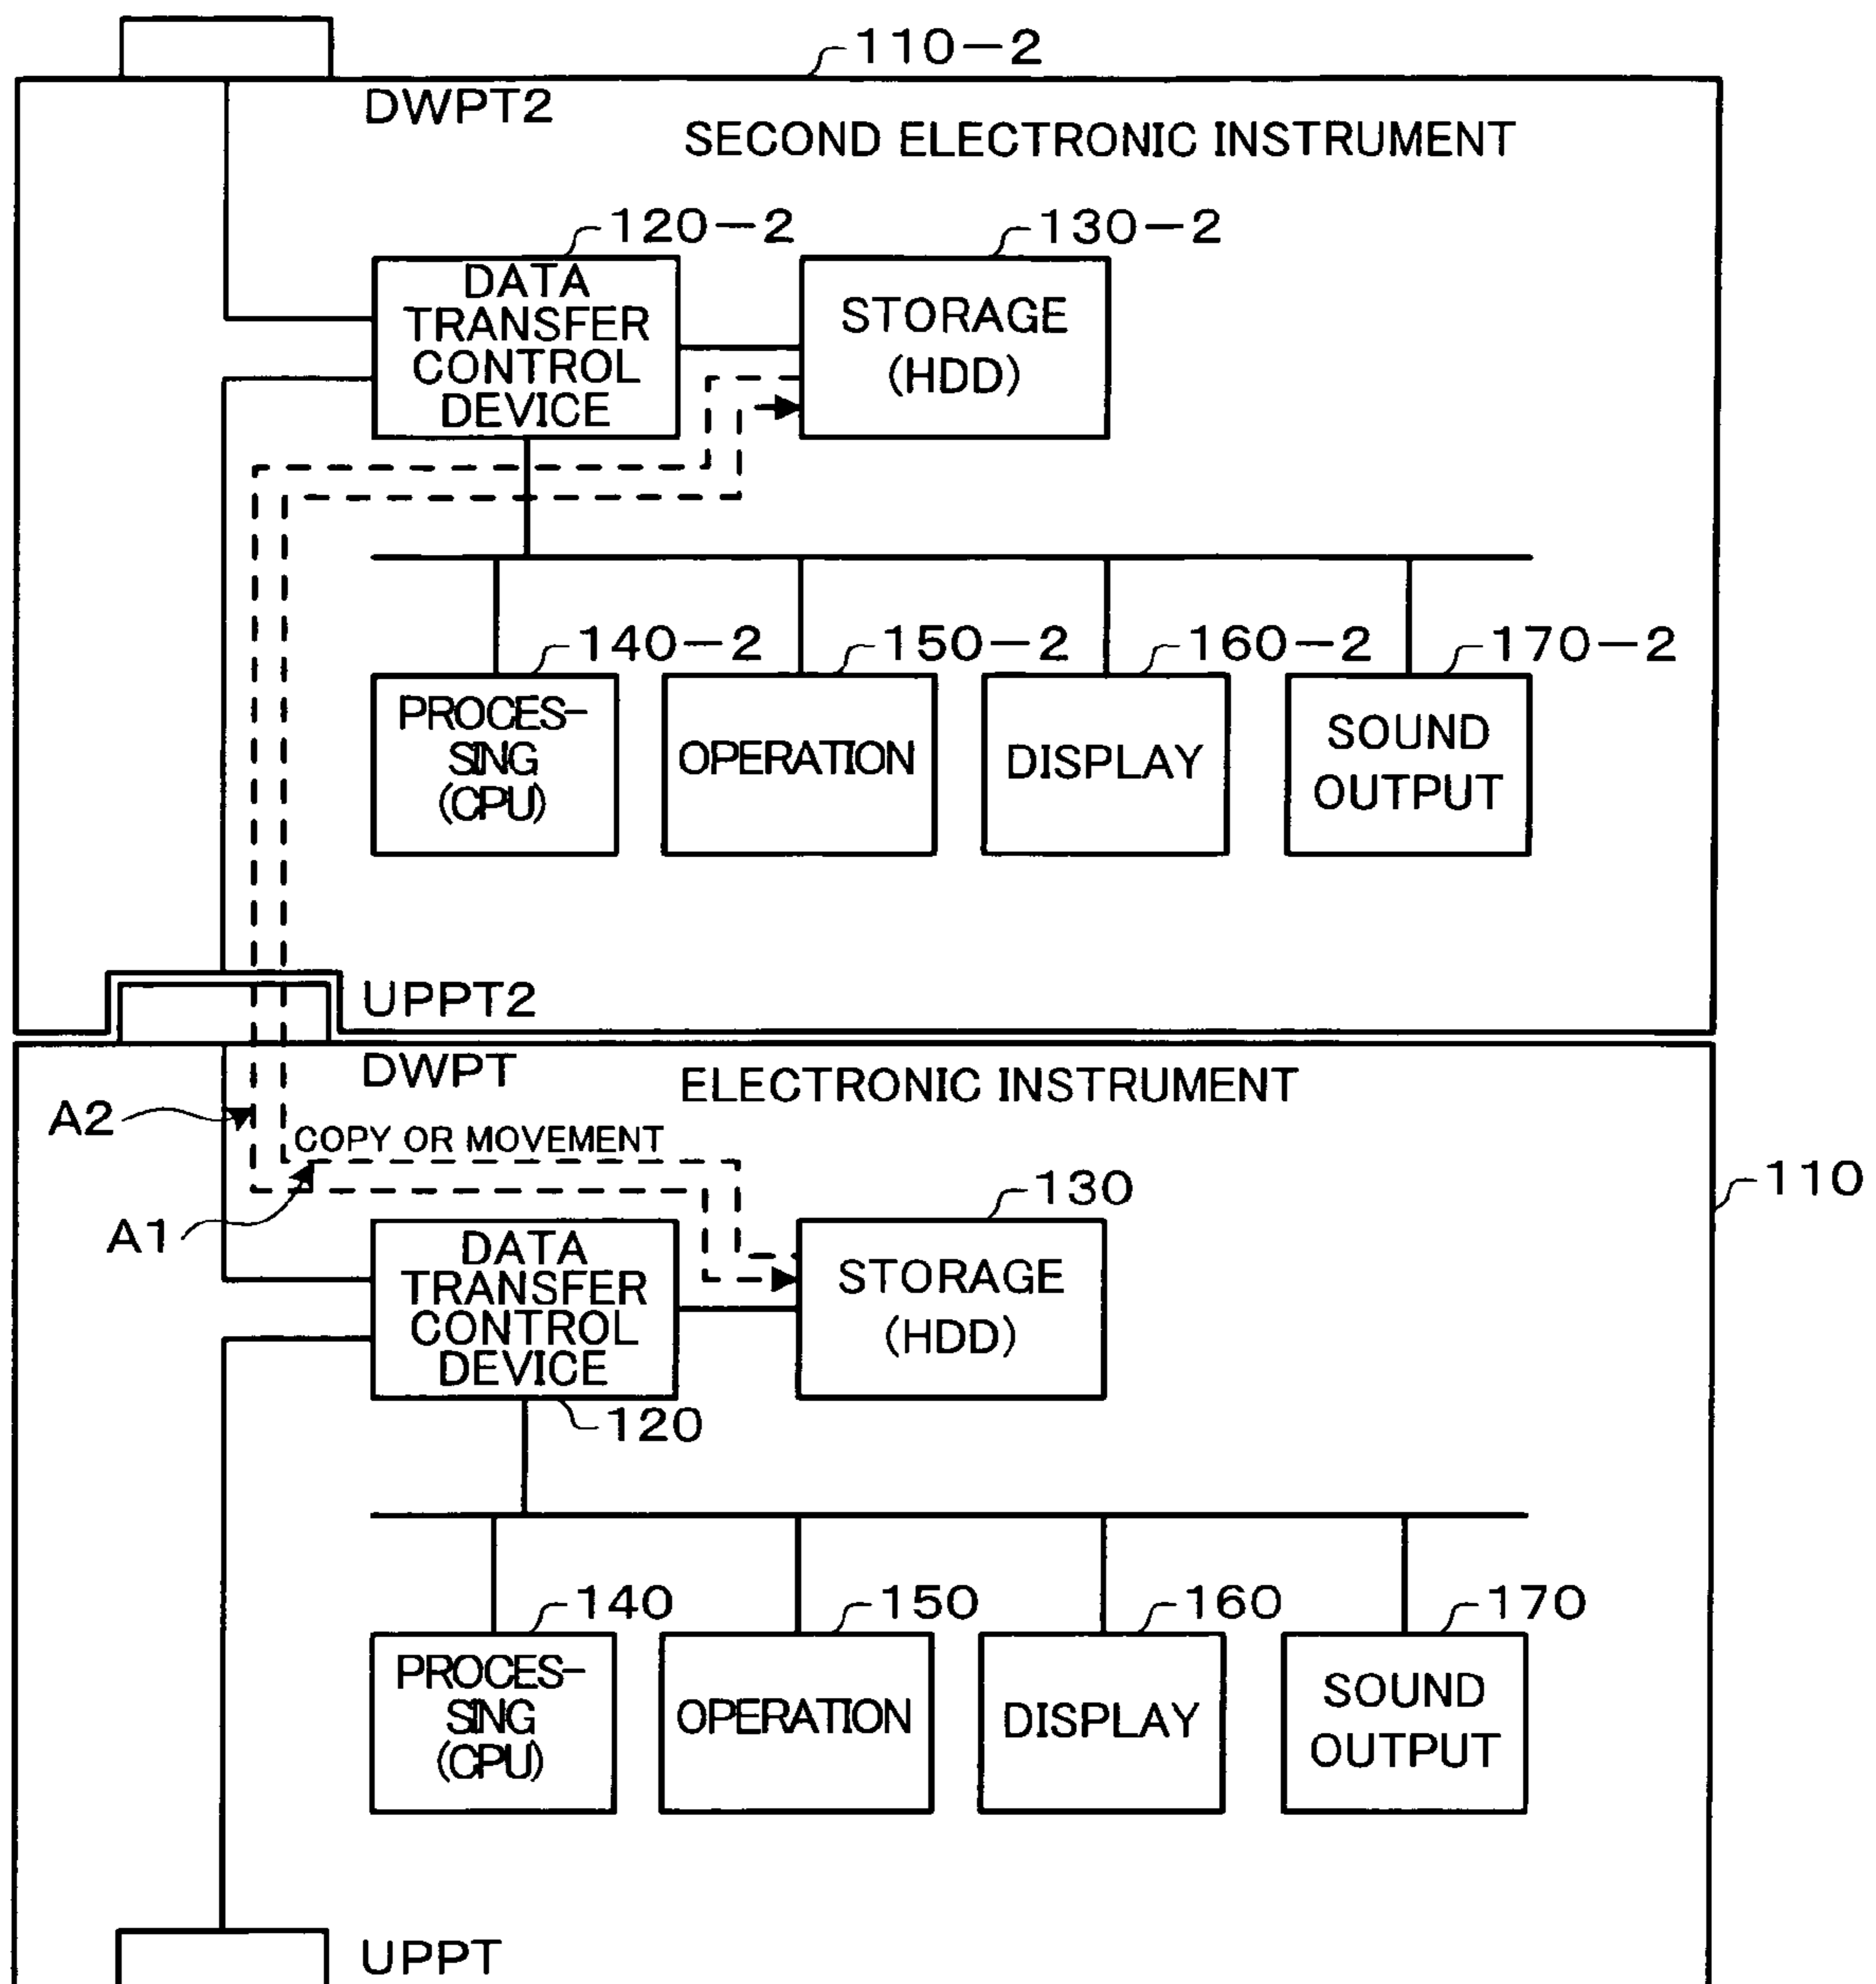 110-2
DWPT2
SECOND ELECTRONIC INSTRUMENT
120-2
130-2
DATA
TRANSFER
CONTROL
DEVICE
STORAGE
(HDD)
140-2
150-2
160-2
170-2
PROCES-
SING
(CPU)
OPERATION
DISPLAY
SOUND
OUTPUT
UPPT2
DWPT
ELECTRONIC INSTRUMENT
A2
COPY OR MOVEMENT
A1
130
110
DATA
TRANSFER
CONTROL
DEVICE
STORAGE
(HDD)
120
140
150
160
170
PROCES-
SING
(CPU)
OPERATION
DISPLAY
SOUND
OUTPUT
UPPT